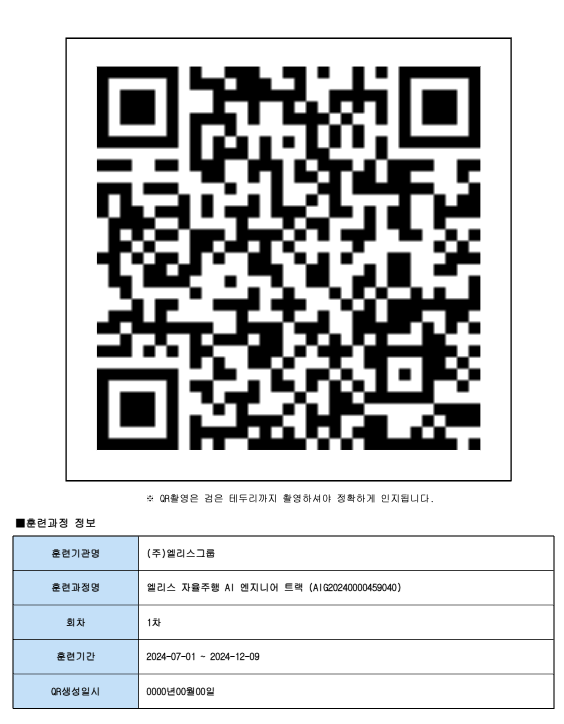 ※ QR촬영은 검은 테두리까지 촬영하셔야 정확하게 인지됩니다.
■훈련과정 정보
훈련기관명 (주)엘리스그룹
훈련과정명 엘리스 자율주행 AI 엔지니어 트랙 (AIG20240000459040)
회차 1차
훈련기간 2024-07-01 ~ 2024-12-09
QR생성일시 0000년00월00일